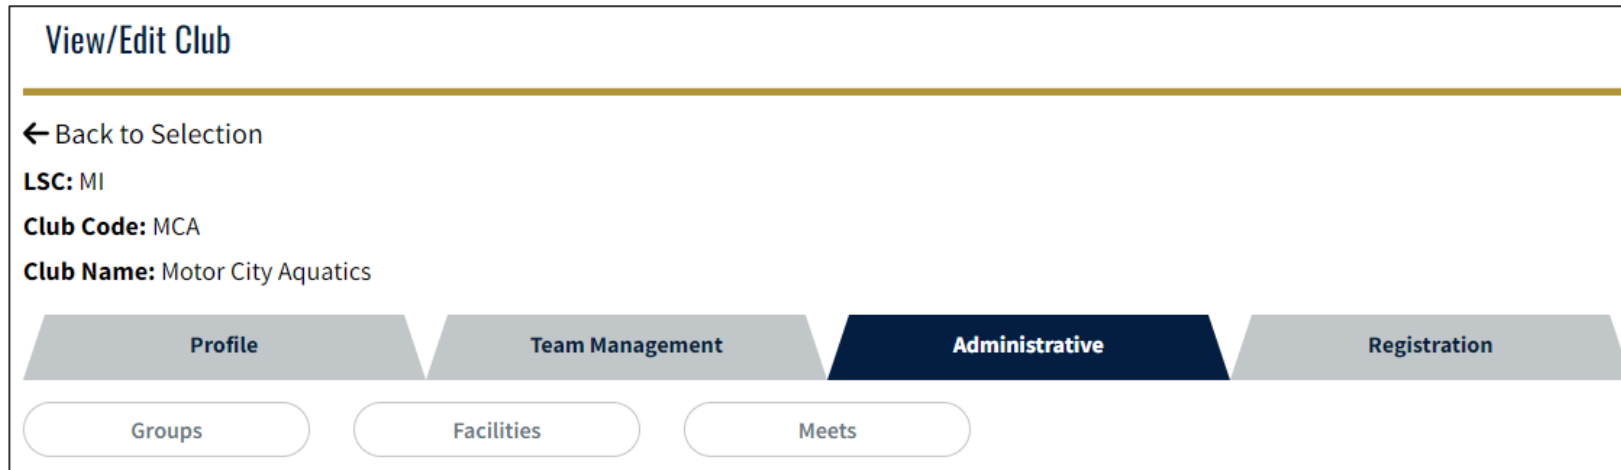 View/Edit Club
Back to Selection
LSC: MI
Club Code: MCA
Club Name: Motor City Aquatics
Profile Team Management Administrative Registration
Groups Facilities Meets